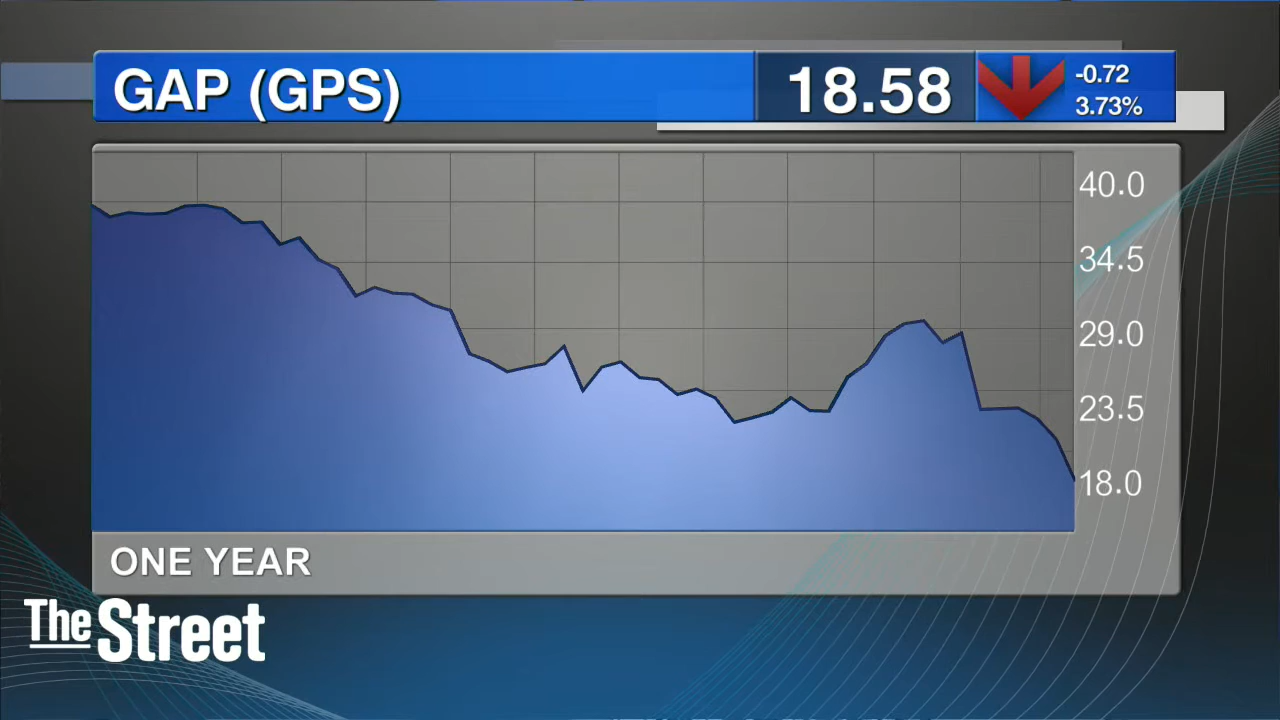 GAP (GPS)
18.58
-0.72
3.73%
40.0
34.5
29.0
23.5
18.0
ONE YEAR
The Street